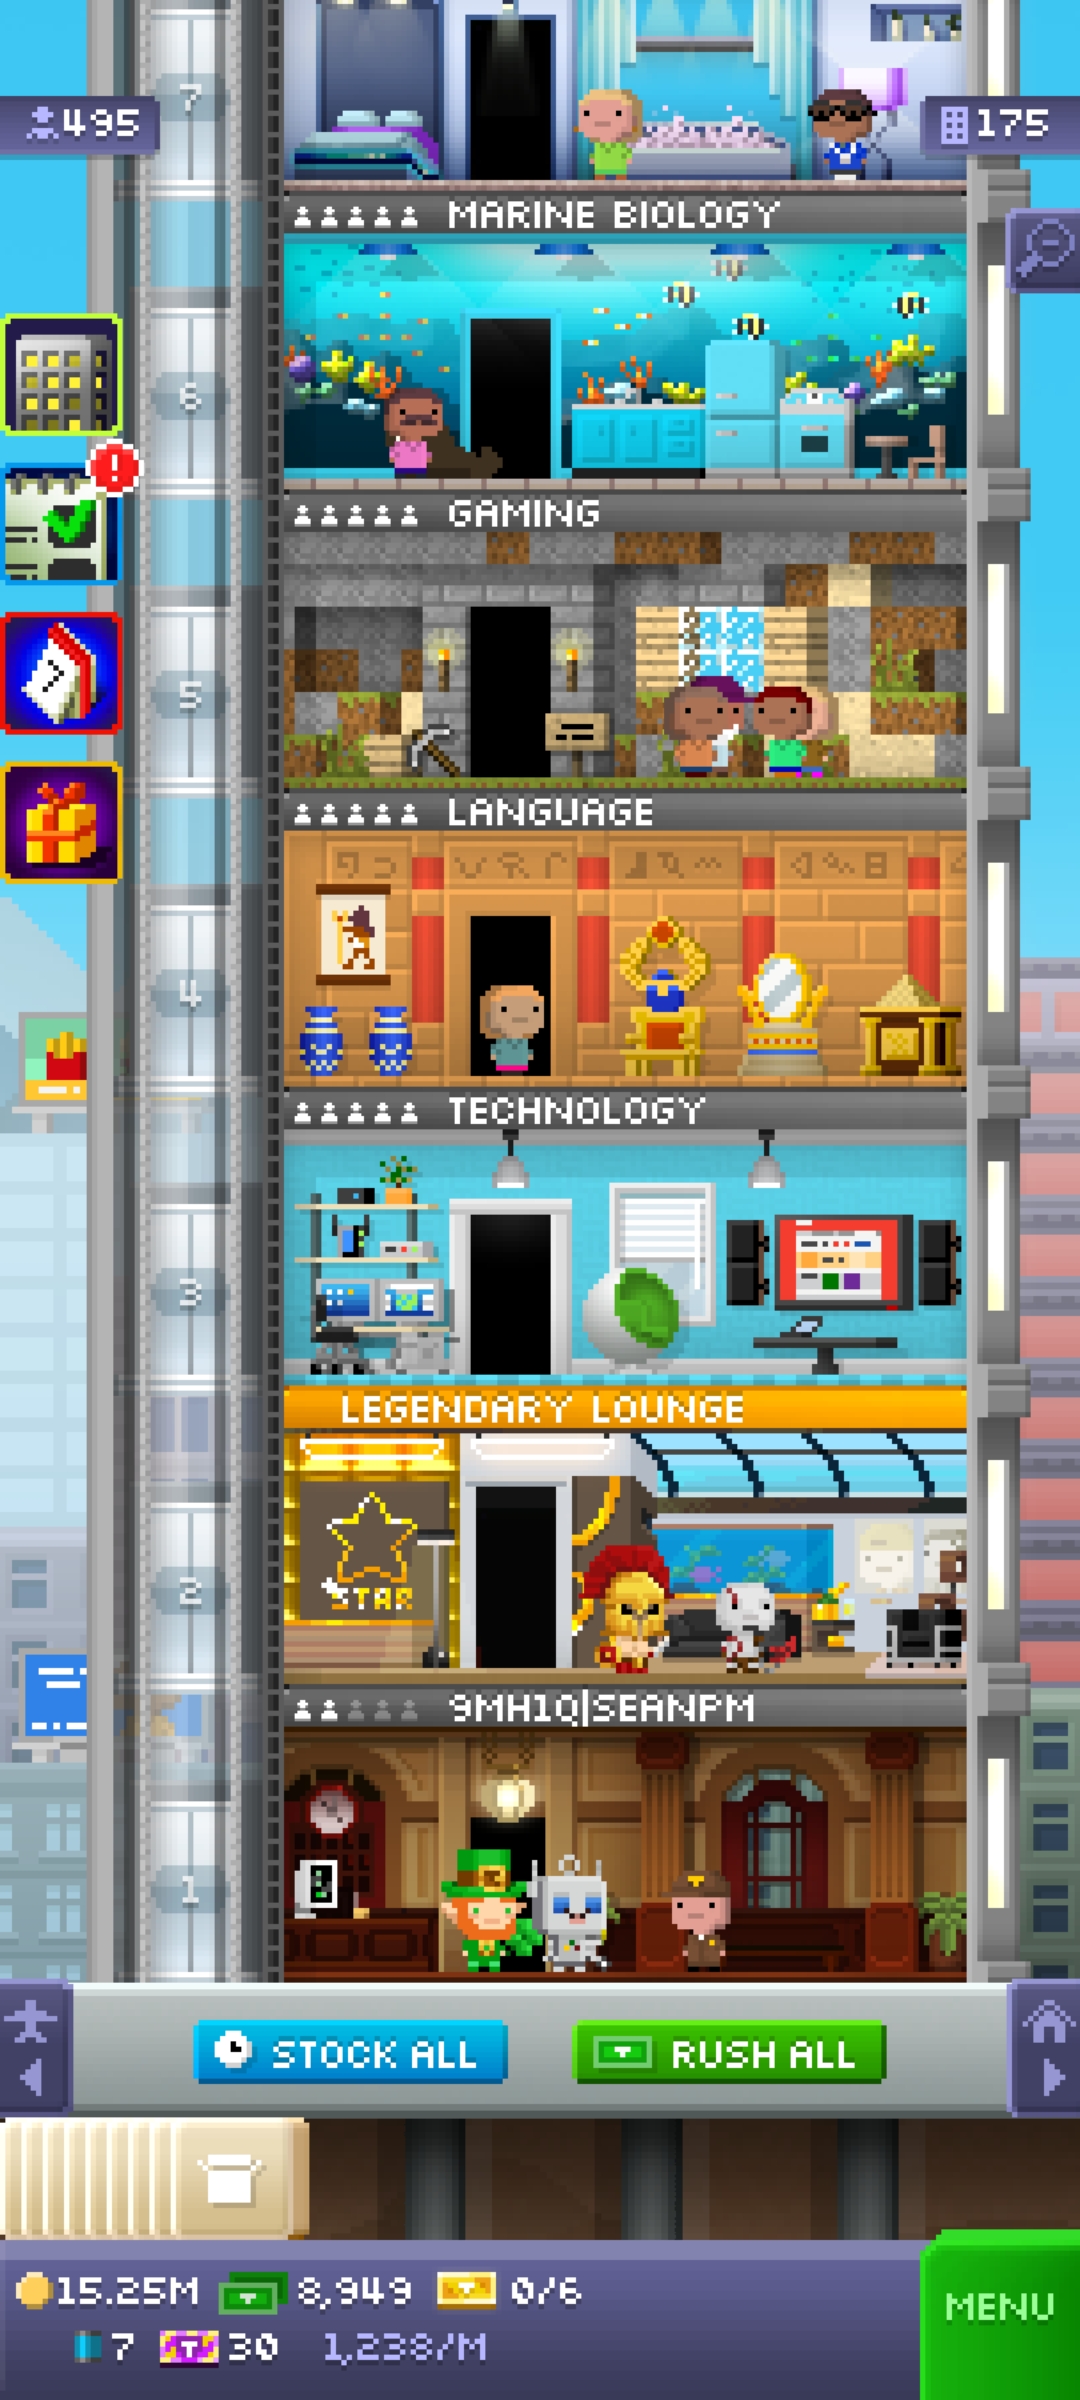 7
495
175
MARINE BIOLOGY
6
GAMING
5
LANGUAGE
4
TECHNOLOGY
3
LEGENDARY LOUNGE
STAR
2
9MH1Q|SEANPM
1
STOCK ALL
RUSH ALL
15.25M
8,949
0/6
MENU
7
30
1,238/M